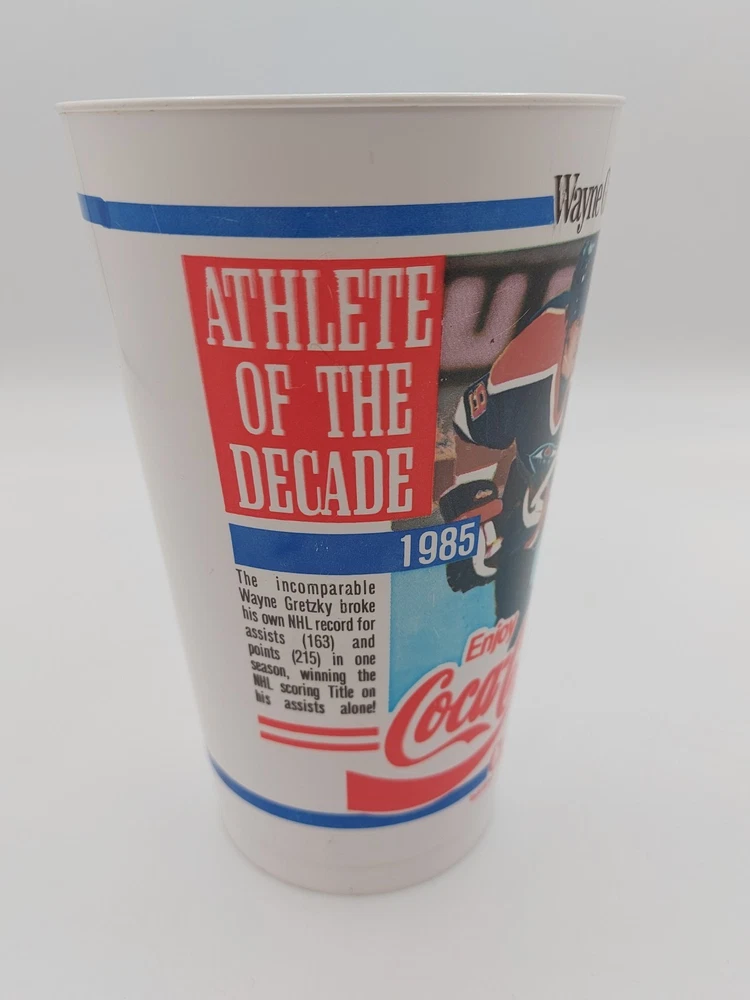 Wayne
ATHLETE
OF THE
DECADE
1985
The incomparable
Wayne Gretzky broke
his own NHL record for
assists (163) and
points (215) in one
season, winning the
NHL scoring Title on
his assists alone!
Enjoy
Coca